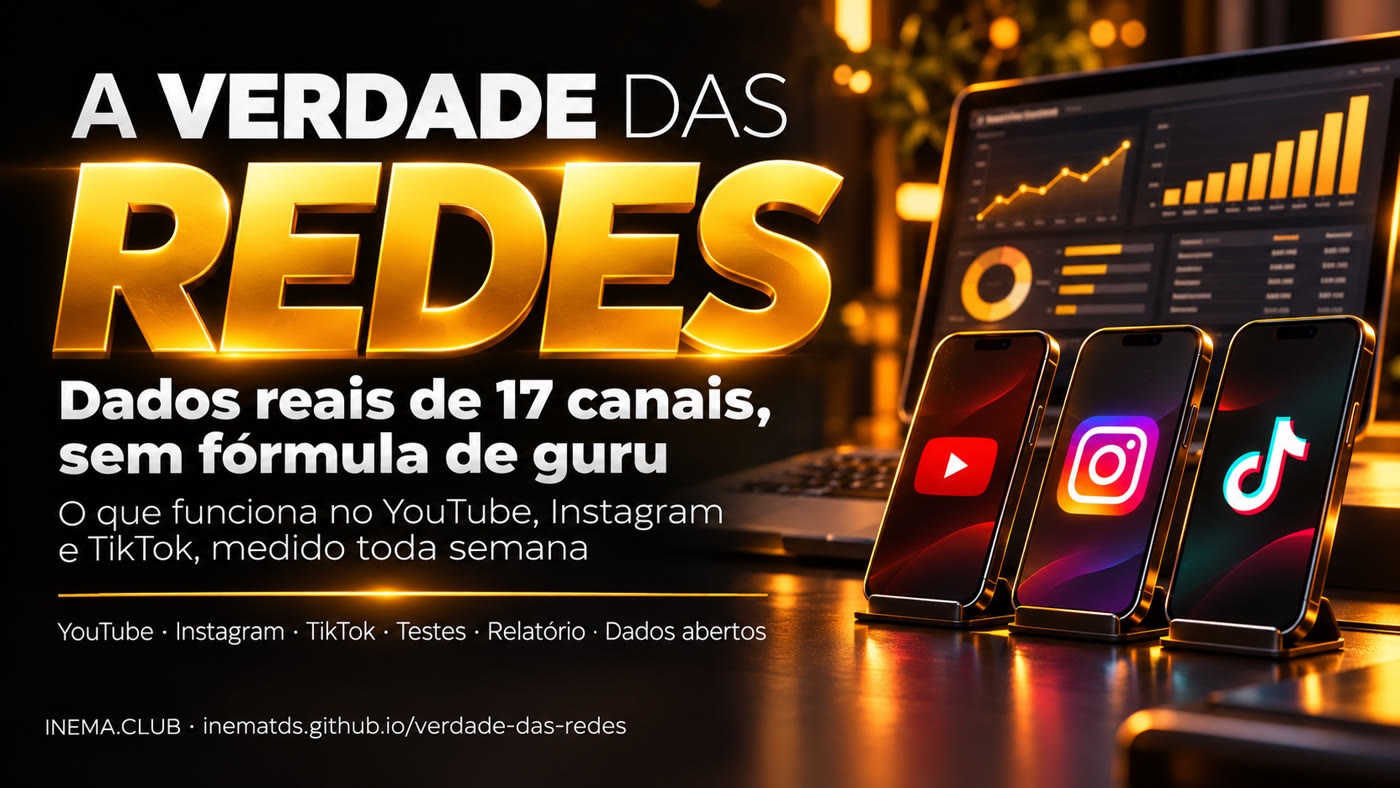 A VERDADE DAS
REDES
Dados reais de 17 canais,
sem fórmula de guru
O que funciona no YouTube, Instagram
e TikTok, medido toda semana
YouTube · Instagram · TikTok · Testes · Relatório · Dados abertos
INEMA.CLUB · inematds.github.io/verdade-das-redes